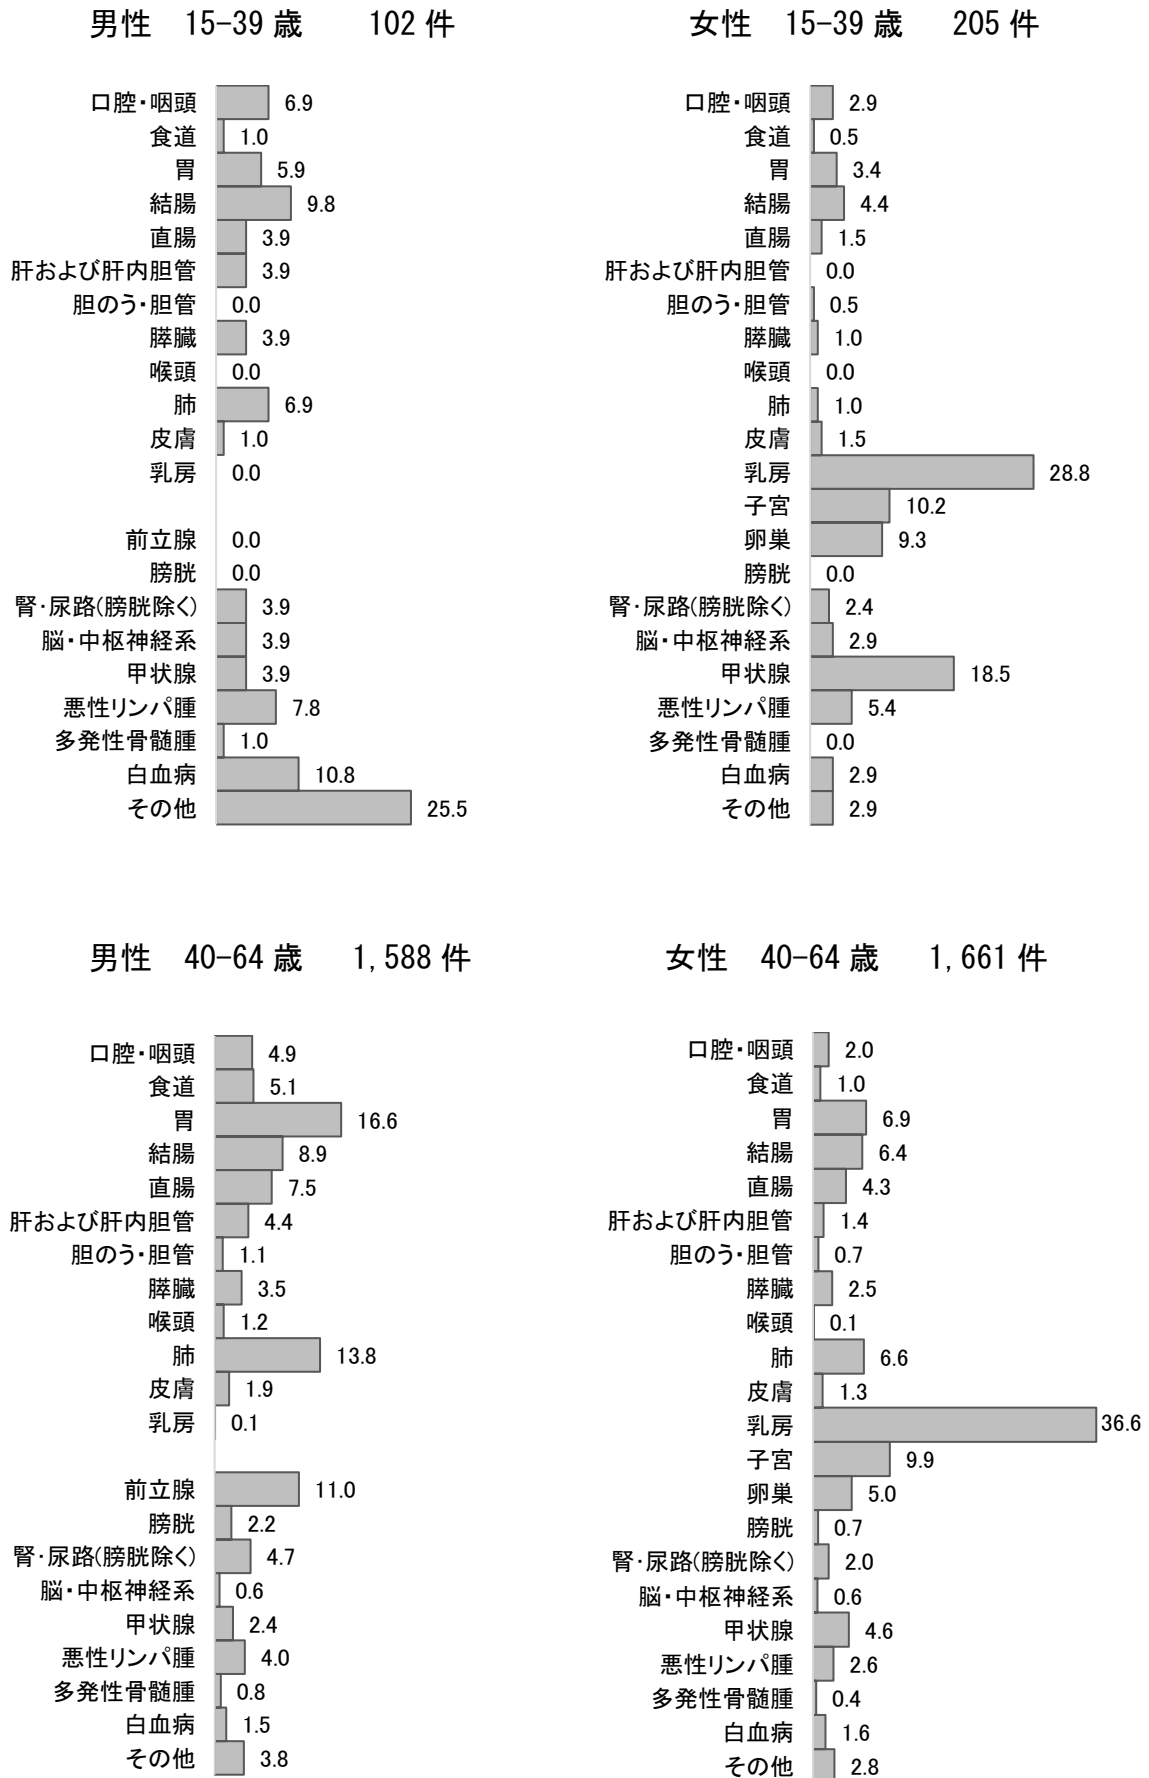 男性 15-39 歳 102 件
口腔・咽頭 6.9
食道 1.0
胃 5.9
結腸 9.8
直腸 3.9
肝および肝内胆管 3.9
胆のう・胆管 0.0
膵臓 3.9
喉頭 0.0
肺 6.9
皮膚 1.0
乳房 0.0
前立腺 0.0
膀胱 0.0
腎・尿路(膀胱除く) 3.9
脳・中枢神経系 3.9
甲状腺 3.9
悪性リンパ腫 7.8
多発性骨髄腫 1.0
白血病 10.8
その他 25.5
女性 15-39 歳 205 件
口腔・咽頭 2.9
食道 0.5
胃 3.4
結腸 4.4
直腸 1.5
肝および肝内胆管 0.0
胆のう・胆管 0.5
膵臓 1.0
喉頭 0.0
肺 1.0
皮膚 1.5
乳房 28.8
子宮 10.2
卵巣 9.3
膀胱 0.0
腎・尿路(膀胱除く) 2.4
脳・中枢神経系 2.9
甲状腺 18.5
悪性リンパ腫 5.4
多発性骨髄腫 0.0
白血病 2.9
その他 2.9
男性 40-64 歳 1,588 件
口腔・咽頭 4.9
食道 5.1
胃 16.6
結腸 8.9
直腸 7.5
肝および肝内胆管 4.4
胆のう・胆管 1.1
膵臓 3.5
喉頭 1.2
肺 13.8
皮膚 1.9
乳房 0.1
前立腺 11.0
膀胱 2.2
腎・尿路(膀胱除く) 4.7
脳・中枢神経系 0.6
甲状腺 2.4
悪性リンパ腫 4.0
多発性骨髄腫 0.8
白血病 1.5
その他 3.8
女性 40-64 歳 1,661 件
口腔・咽頭 2.0
食道 1.0
胃 6.9
結腸 6.4
直腸 4.3
肝および肝内胆管 1.4
胆のう・胆管 0.7
膵臓 2.5
喉頭 0.1
肺 6.6
皮膚 1.3
乳房 36.6
子宮 9.9
卵巣 5.0
膀胱 0.7
腎・尿路(膀胱除く) 2.0
脳・中枢神経系 0.6
甲状腺 4.6
悪性リンパ腫 2.6
多発性骨髄腫 0.4
白血病 1.6
その他 2.8